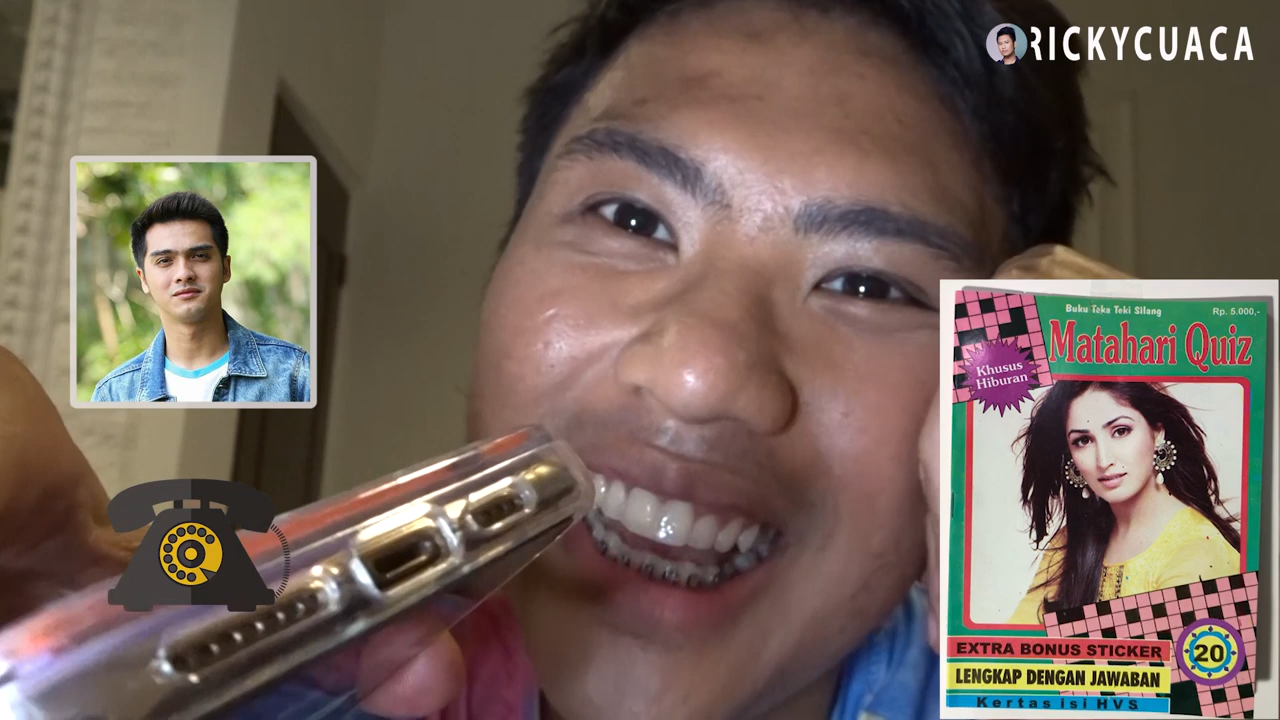 RICKYCUACA
Buku Teka Teki Silang
Rp. 5.000,-
Matahari Quiz
Khusus
Hiburan
EXTRA BONUS STICKER
20
LENGKAP DENGAN JAWABAN
Kertas isi HVS